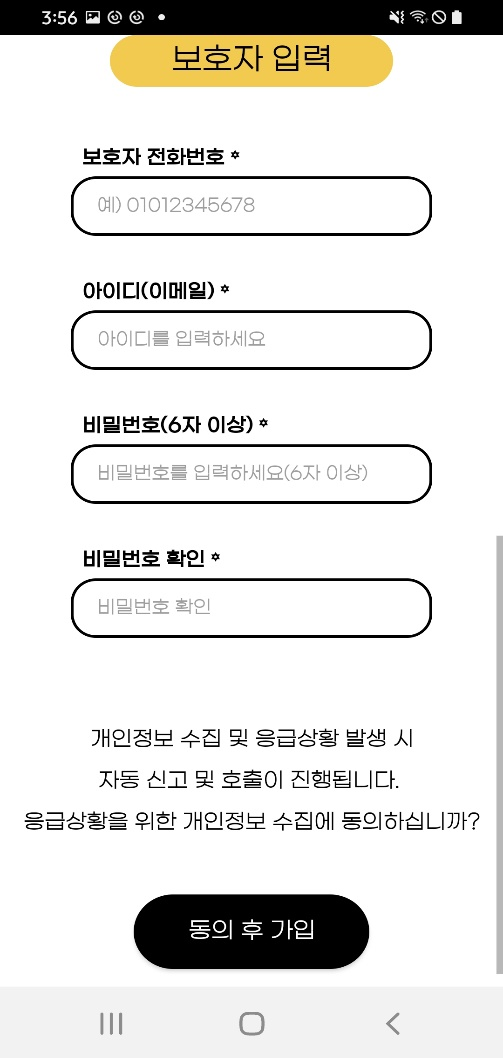 3:56
보호자 입력
보호자 전화번호 *
예) 01012345678
아이디(이메일) *
아이디를 입력하세요
비밀번호(6자 이상) *
비밀번호를 입력하세요(6자 이상)
비밀번호 확인 *
비밀번호 확인
개인정보 수집 및 응급상황 발생 시
자동 신고 및 호출이 진행됩니다.
응급상황을 위한 개인정보 수집에 동의하십니까?
동의 후 가입